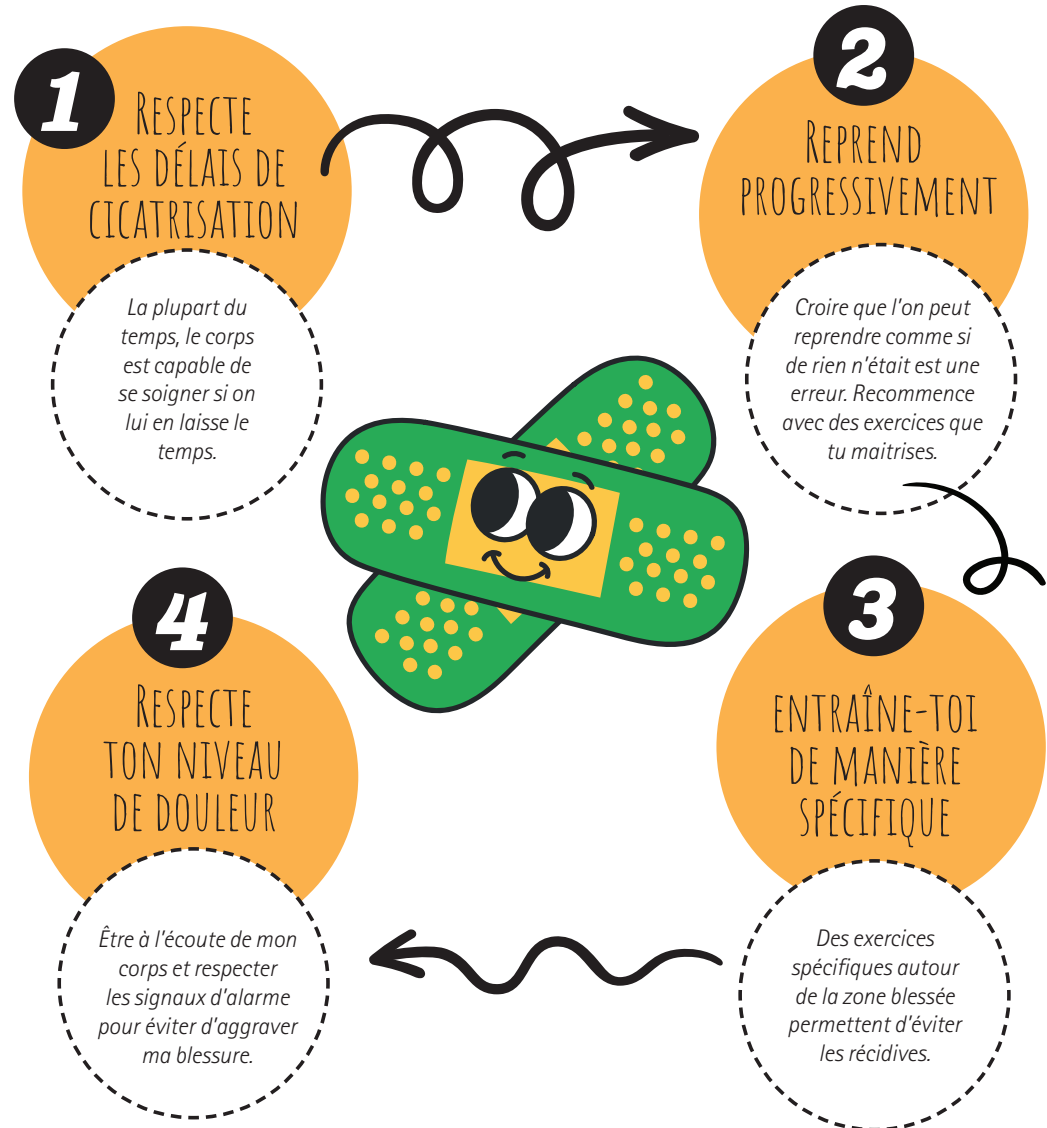 1
Respecte
les délais de
cicatrisation
La plupart du
temps, le corps
est capable de
se soigner si on
lui en laisse le
temps.
2
Reprend
progressivement
Croire que l'on peut
reprendre comme si
de rien n'était est une
erreur. Recommence
avec des exercices que
tu maitrises.
3
entraîne-toi
de manière
spécifique
Des exercices
spécifiques autour
de la zone blessée
permettent d'éviter
les récidives.
4
Respecte
ton niveau
de douleur
Être à l'écoute de mon
corps et respecter
les signaux d'alarme
pour éviter d'aggraver
ma blessure.